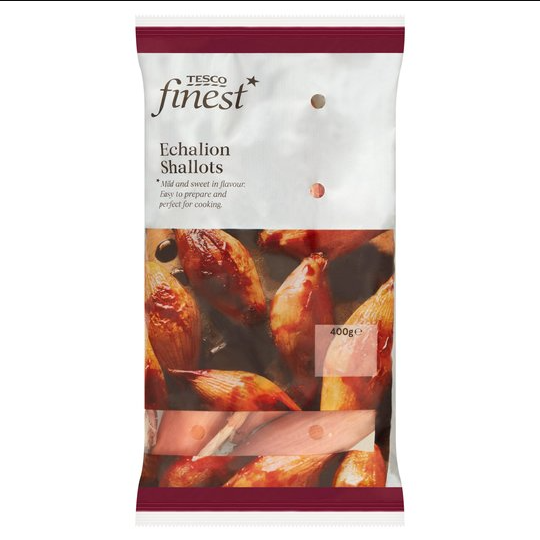 TESCO
finest*
Echalion
Shallots
*Mild and sweet in flavour.
Easy to prepare and
perfect for cooking.
400g℮